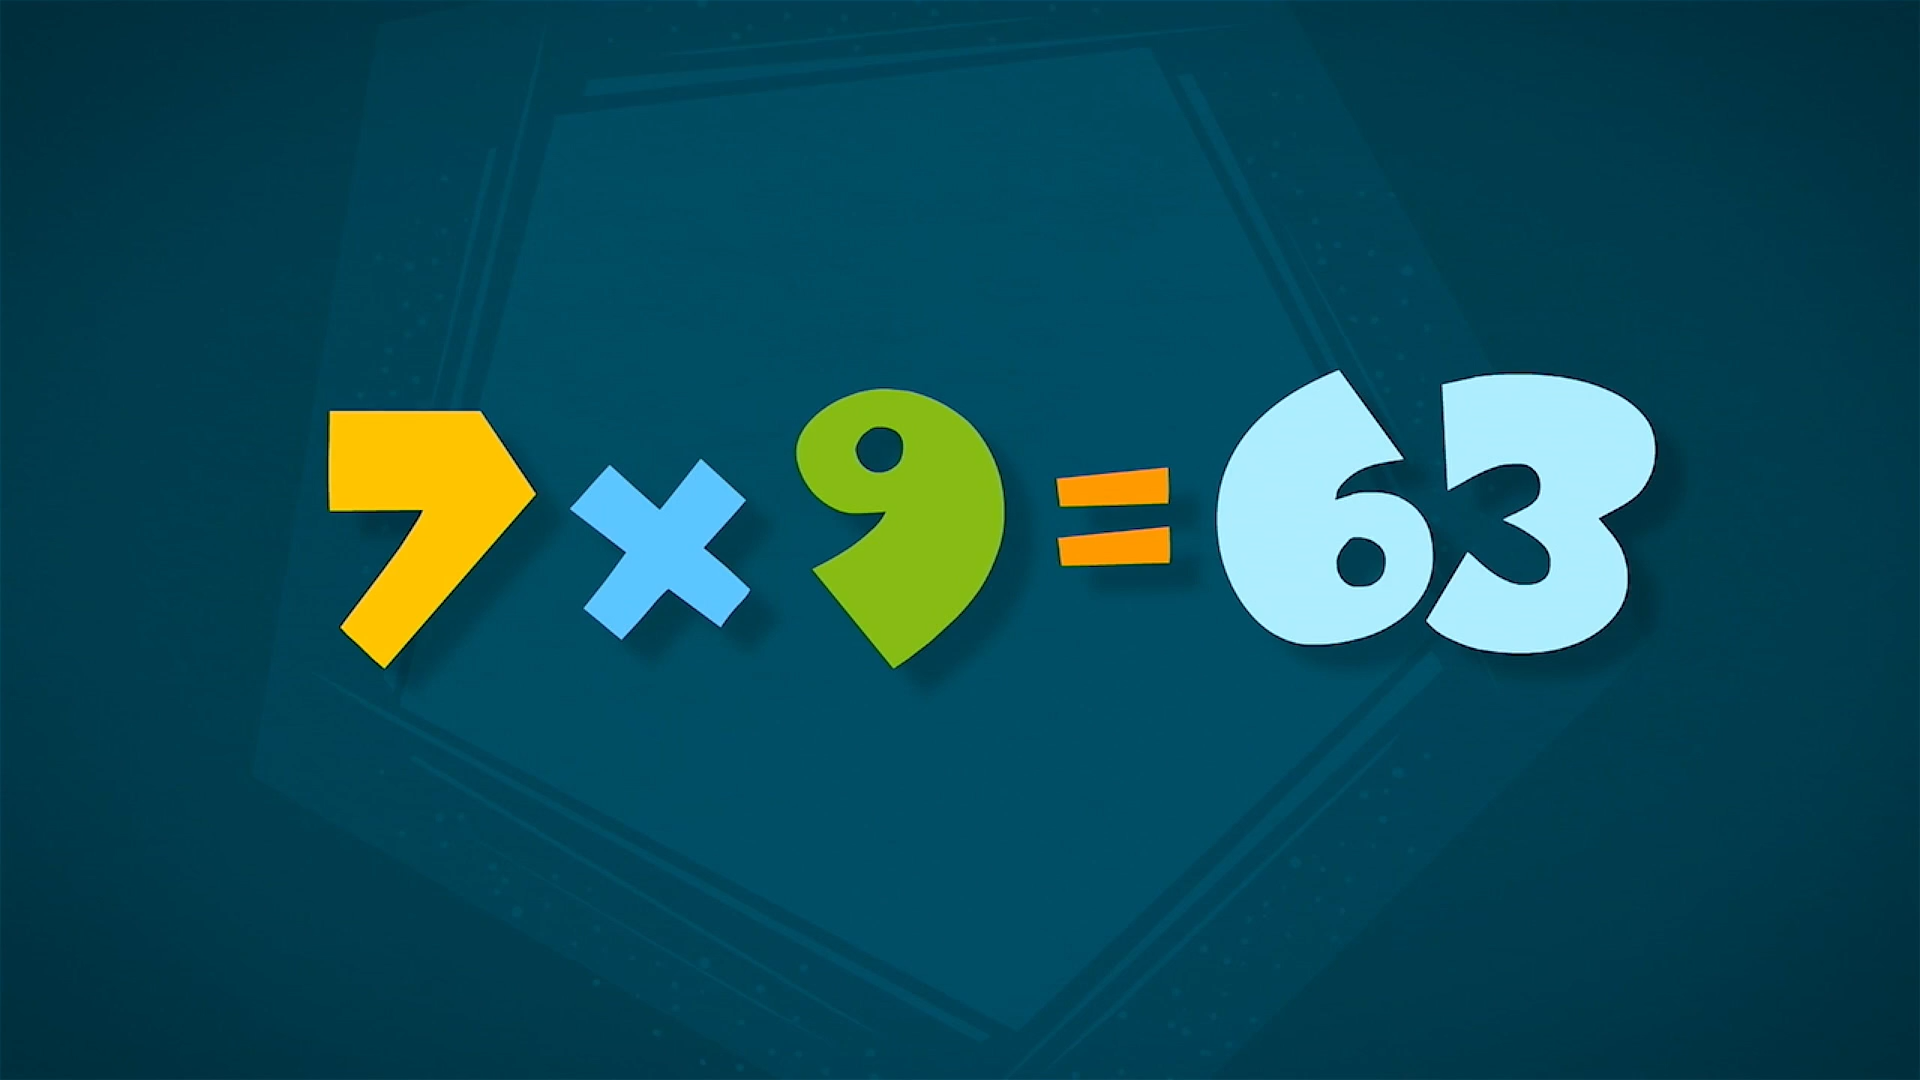 7 × 9 = 63